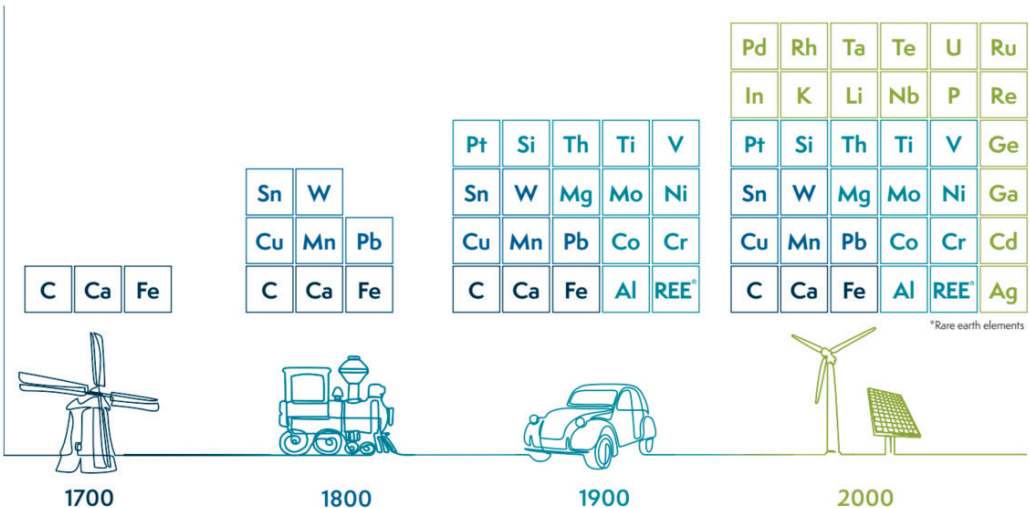 Pd Rh Ta Te U Ru
In K Li Nb P Re
Pt Si Th Ti V Pt Si Th Ti V Ge
Sn W Sn W Mg Mo Ni Sn W Mg Mo Ni Ga
Cu Mn Pb Cu Mn Pb Co Cr Cu Mn Pb Co Cr Cd
C Ca Fe C Ca Fe C Ca Fe Al REE* C Ca Fe Al REE* Ag
*Rare earth elements
1700 1800 1900 2000